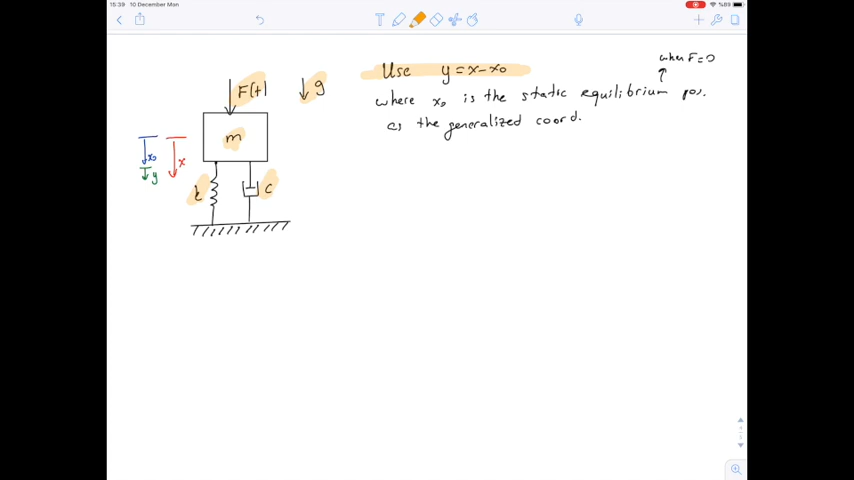 15:39 10 December Mon
%89
when F=0
Use y = x-x₀
F(t)
g
where x₀ is the static equilibrium pos.
as the generalized coord.
m
x₀
x
y
k
c